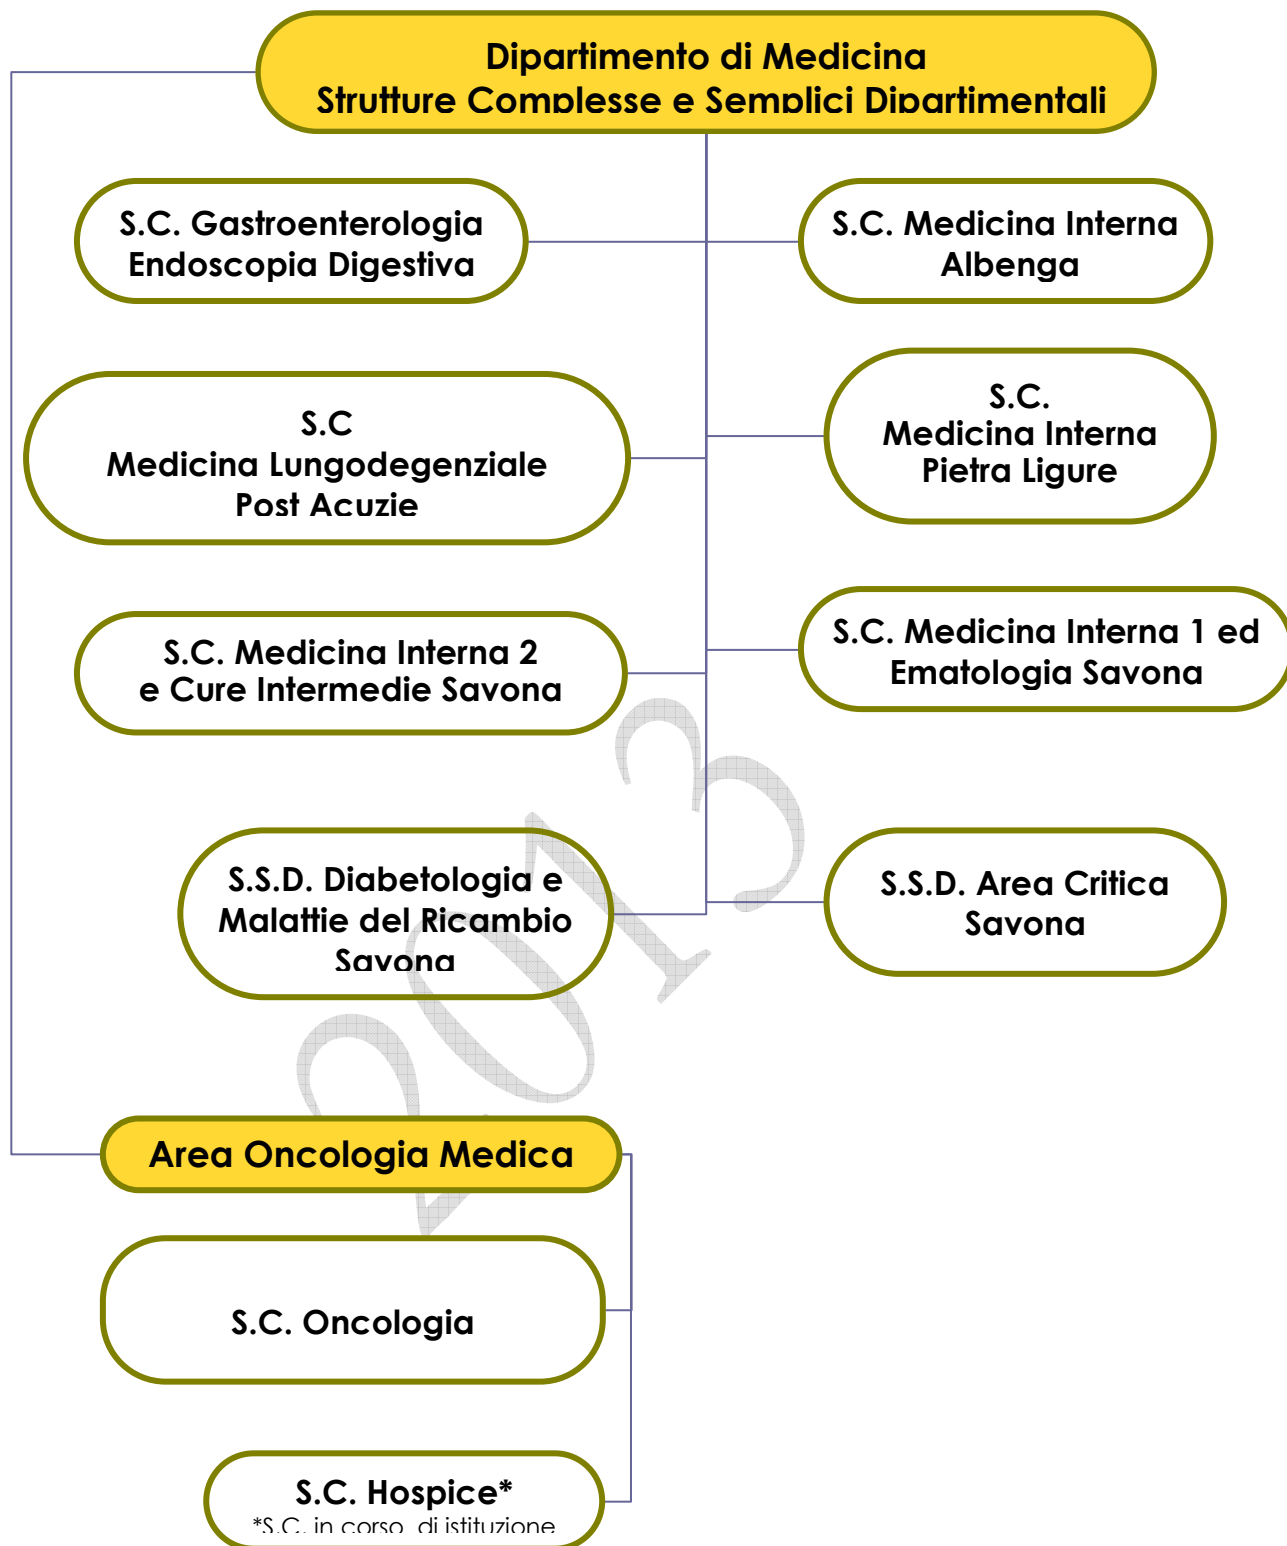 Dipartimento di Medicina
Strutture Complesse e Semplici Dipartimentali
S.C. Gastroenterologia
Endoscopia Digestiva
S.C. Medicina Interna
Albenga
S.C
Medicina Lungodegenziale
Post Acuzie
S.C.
Medicina Interna
Pietra Ligure
S.C. Medicina Interna 2
e Cure Intermedie Savona
S.C. Medicina Interna 1 ed
Ematologia Savona
S.S.D. Diabetologia e
Malattie del Ricambio
Savona
S.S.D. Area Critica
Savona
2013
Area Oncologia Medica
S.C. Oncologia
S.C. Hospice*
*S.C. in corso  di istituzione